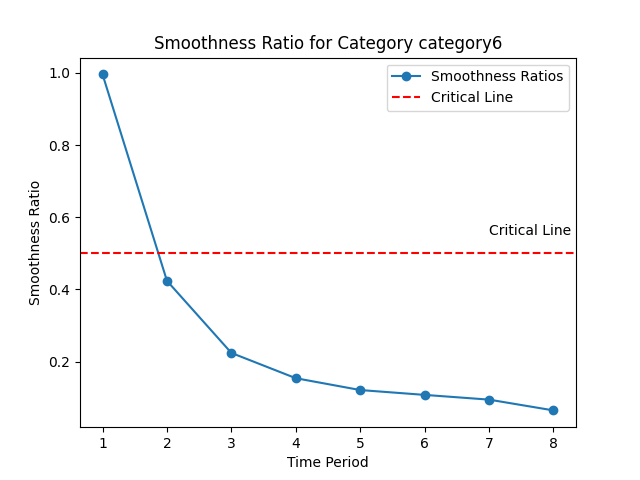 Smoothness Ratio for Category category6
1.0
0.8
0.6
0.4
0.2
Smoothness Ratio
Smoothness Ratios
Critical Line
Critical Line
1 2 3 4 5 6 7 8
Time Period